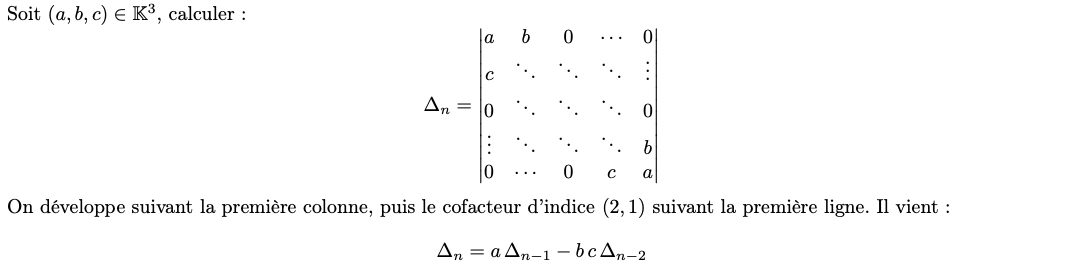 Soit $(a, b, c) \in \mathbb{K}^3$, calculer :
$$\Delta_n = \begin{vmatrix} a & b & 0 & \cdots & 0 \\ c & \ddots & \ddots & \ddots & \vdots \\ 0 & \ddots & \ddots & \ddots & 0 \\ \vdots & \ddots & \ddots & \ddots & b \\ 0 & \cdots & 0 & c & a \end{vmatrix}$$
On développe suivant la première colonne, puis le cofacteur d'indice $(2, 1)$ suivant la première ligne. Il vient :
$$\Delta_n = a\,\Delta_{n-1} - b\,c\,\Delta_{n-2}$$